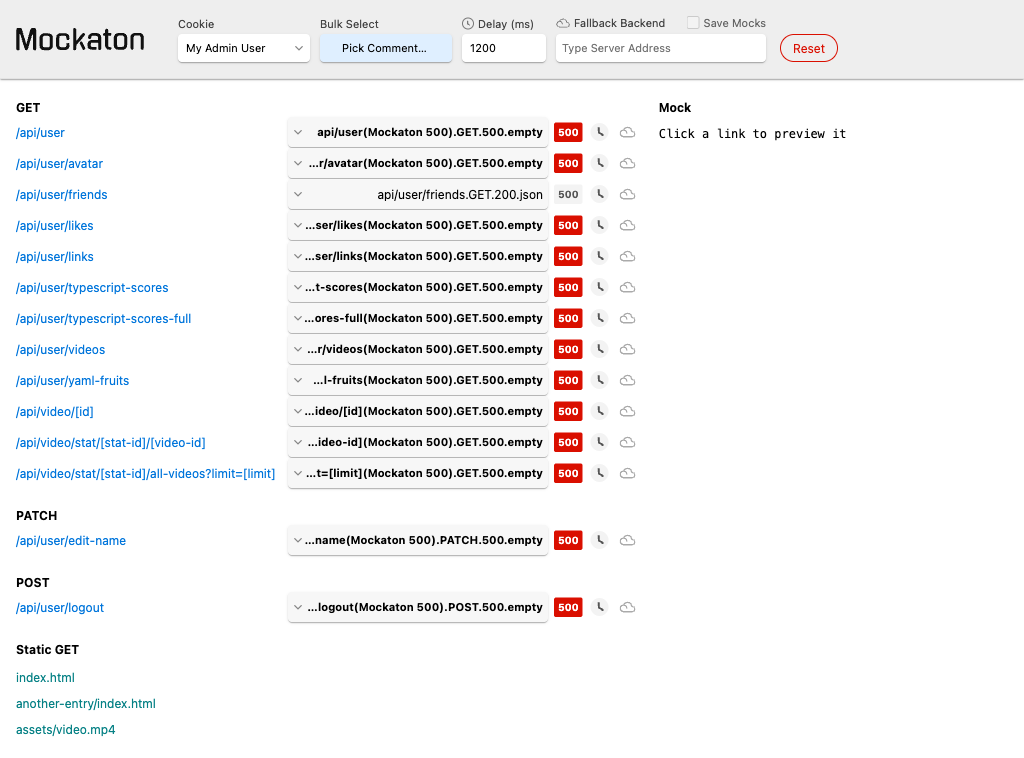 Mockaton
Cookie
My Admin User
Bulk Select
Pick Comment...
Delay (ms)
1200
Fallback Backend
Save Mocks
Type Server Address
Reset
GET
/api/user api/user(Mockaton 500).GET.500.empty 500
/api/user/avatar ...r/avatar(Mockaton 500).GET.500.empty 500
/api/user/friends api/user/friends.GET.200.json 500
/api/user/likes ...ser/likes(Mockaton 500).GET.500.empty 500
/api/user/links ...ser/links(Mockaton 500).GET.500.empty 500
/api/user/typescript-scores ...t-scores(Mockaton 500).GET.500.empty 500
/api/user/typescript-scores-full ...ores-full(Mockaton 500).GET.500.empty 500
/api/user/videos ...r/videos(Mockaton 500).GET.500.empty 500
/api/user/yaml-fruits ...l-fruits(Mockaton 500).GET.500.empty 500
/api/video/[id] ...ideo/[id](Mockaton 500).GET.500.empty 500
/api/video/stat/[stat-id]/[video-id] ...ideo-id](Mockaton 500).GET.500.empty 500
/api/video/stat/[stat-id]/all-videos?limit=[limit] ...t=[limit](Mockaton 500).GET.500.empty 500
PATCH
/api/user/edit-name ...name(Mockaton 500).PATCH.500.empty 500
POST
/api/user/logout ...logout(Mockaton 500).POST.500.empty 500
Static GET
index.html
another-entry/index.html
assets/video.mp4
Mock
Click a link to preview it